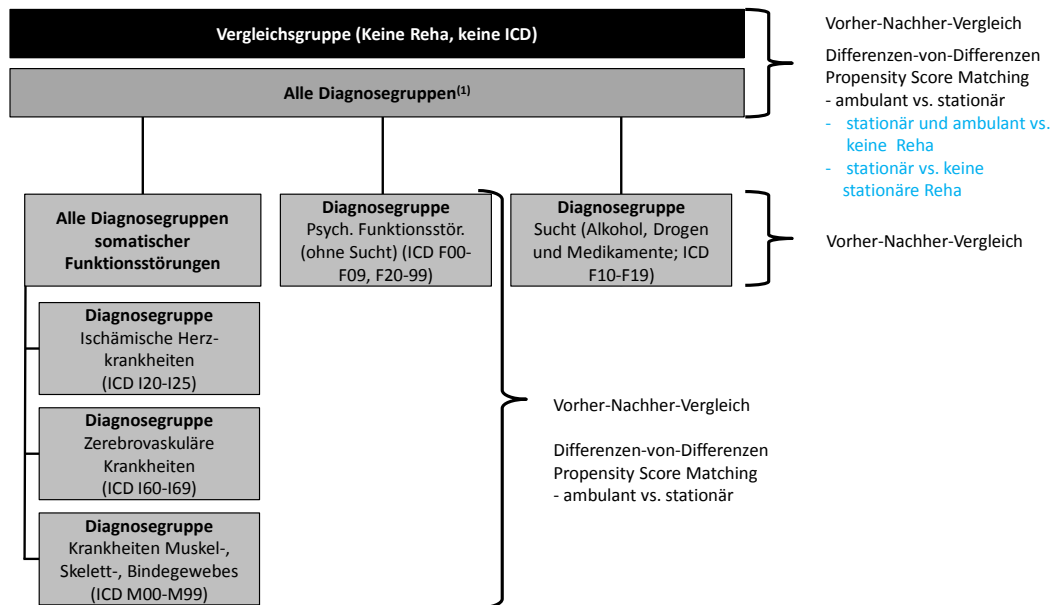 Vergleichsgruppe (Keine Reha, keine ICD)
Alle Diagnosegruppen(1)
Vorher-Nachher-Vergleich
Differenzen-von-Differenzen
Propensity Score Matching
- ambulant vs. stationär
- stationär und ambulant vs.
keine Reha
- stationär vs. keine
stationäre Reha
Alle Diagnosegruppen
somatischer
Funktionsstörungen
Diagnosegruppe
Psych. Funktionsstör.
(ohne Sucht) (ICD F00-
F09, F20-99)
Diagnosegruppe
Sucht (Alkohol, Drogen
und Medikamente; ICD
F10-F19)
Vorher-Nachher-Vergleich
Diagnosegruppe
Ischämische Herz-
krankheiten
(ICD I20-I25)
Diagnosegruppe
Zerebrovaskuläre
Krankheiten
(ICD I60-I69)
Diagnosegruppe
Krankheiten Muskel-,
Skelett-, Bindegewebes
(ICD M00-M99)
Vorher-Nachher-Vergleich
Differenzen-von-Differenzen
Propensity Score Matching
- ambulant vs. stationär